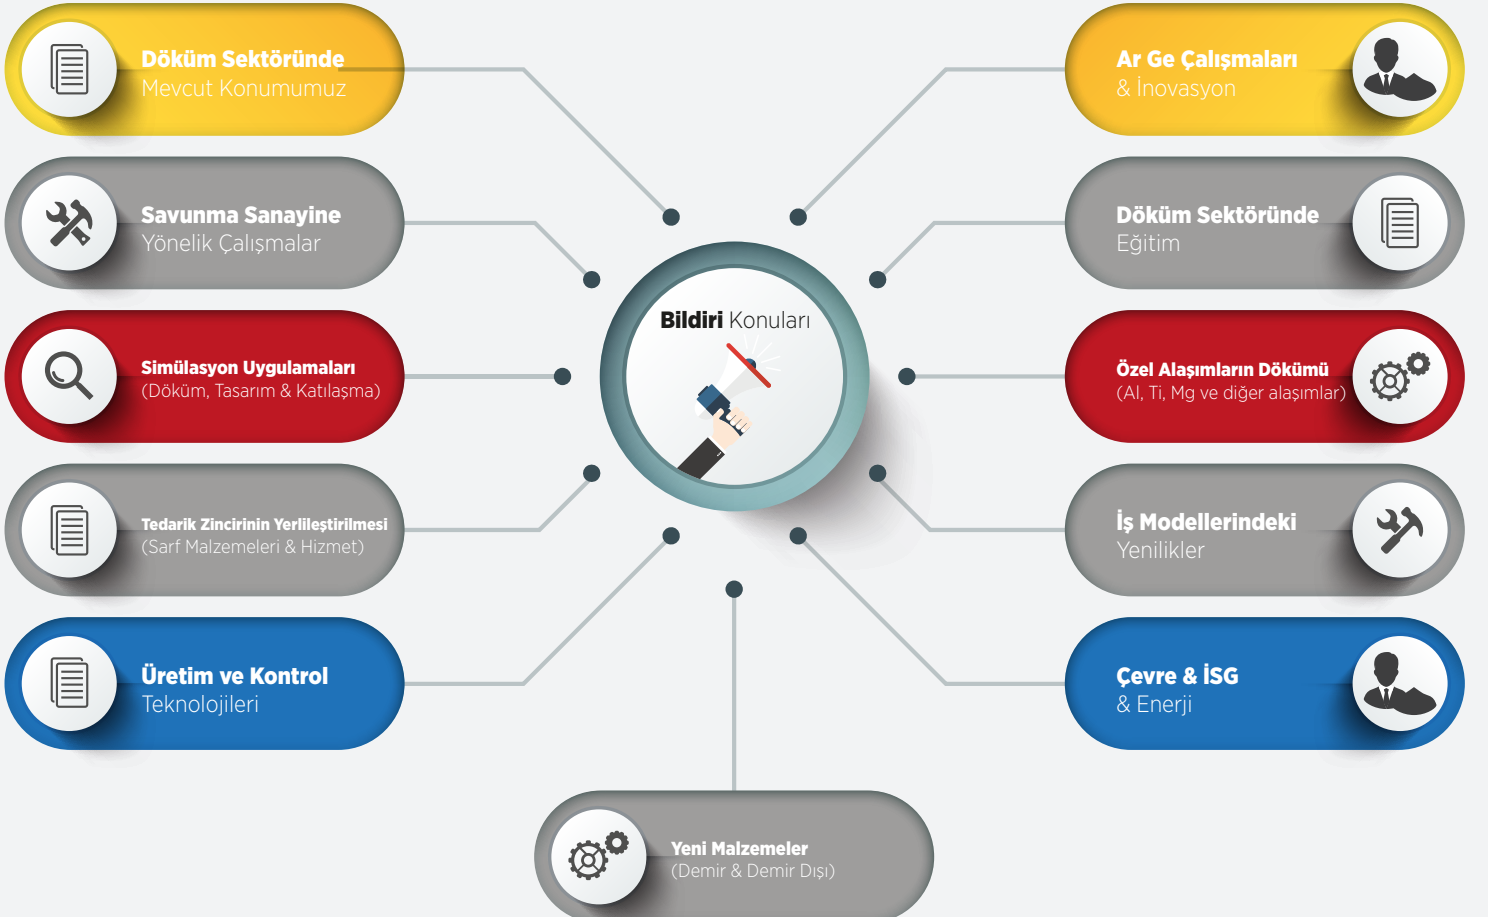 Döküm Sektöründe
Mevcut Konumumuz
Savunma Sanayine
Yönelik Çalışmalar
Simülasyon Uygulamaları
(Döküm, Tasarım & Katılaşma)
Tedarik Zincirinin Yerlileştirilmesi
(Sarf Malzemeleri & Hizmet)
Üretim ve Kontrol
Teknolojileri
Bildiri Konuları
Ar Ge Çalışmaları
& İnovasyon
Döküm Sektöründe
Eğitim
Özel Alaşımların Dökümü
(Al, Ti, Mg ve diğer alaşımlar)
İş Modellerindeki
Yenilikler
Çevre & İSG
& Enerji
Yeni Malzemeler
(Demir & Demir Dışı)